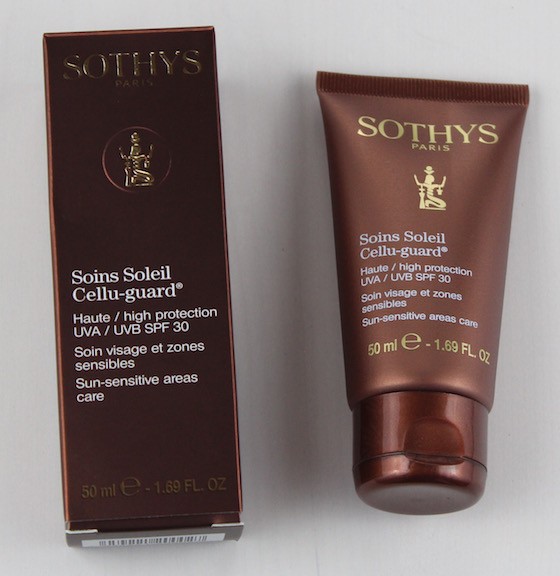 SOTHYS
PARIS
Soins Soleil
Cellu-guard®
Haute / high protection
UVA / UVB SPF 30
Soin visage et zones
sensibles
Sun-sensitive areas
care
50 ml e - 1.69 FL. OZ
SOTHYS
PARIS
Soins Soleil
Cellu-guard®
Haute / high protection
UVA / UVB SPF 30
Soin visage et zones
sensibles
Sun-sensitive areas care
50 ml e - 1.69 FL. OZ